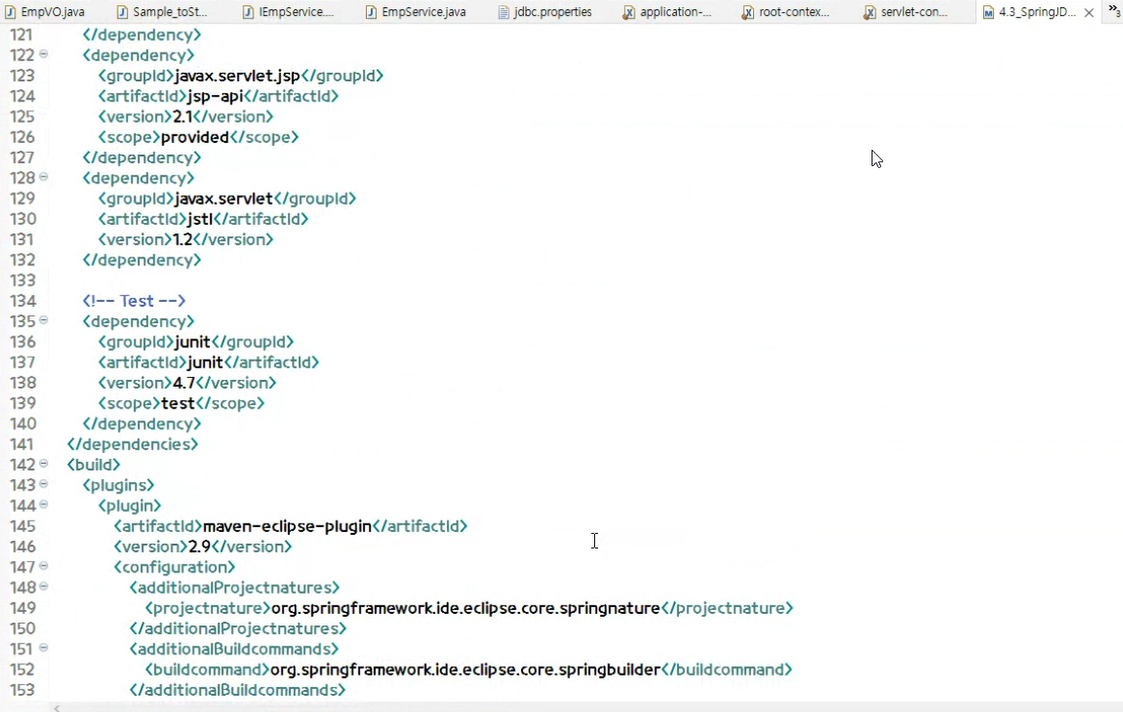 EmpVO.java Sample_toSt... IEmpService.... EmpService.java jdbc.properties application-... root-contex... servlet-con... 4.3_SpringJD... »3
121 </dependency>
122 <dependency>
123 <groupId>javax.servlet.jsp</groupId>
124 <artifactId>jsp-api</artifactId>
125 <version>2.1</version>
126 <scope>provided</scope>
127 </dependency>
128 <dependency>
129 <groupId>javax.servlet</groupId>
130 <artifactId>jstl</artifactId>
131 <version>1.2</version>
132 </dependency>
133
134 <!-- Test -->
135 <dependency>
136 <groupId>junit</groupId>
137 <artifactId>junit</artifactId>
138 <version>4.7</version>
139 <scope>test</scope>
140 </dependency>
141 </dependencies>
142 <build>
143 <plugins>
144 <plugin>
145 <artifactId>maven-eclipse-plugin</artifactId>
146 <version>2.9</version>
147 <configuration>
148 <additionalProjectnatures>
149 <projectnature>org.springframework.ide.eclipse.core.springnature</projectnature>
150 </additionalProjectnatures>
151 <additionalBuildcommands>
152 <buildcommand>org.springframework.ide.eclipse.core.springbuilder</buildcommand>
153 </additionalBuildcommands>